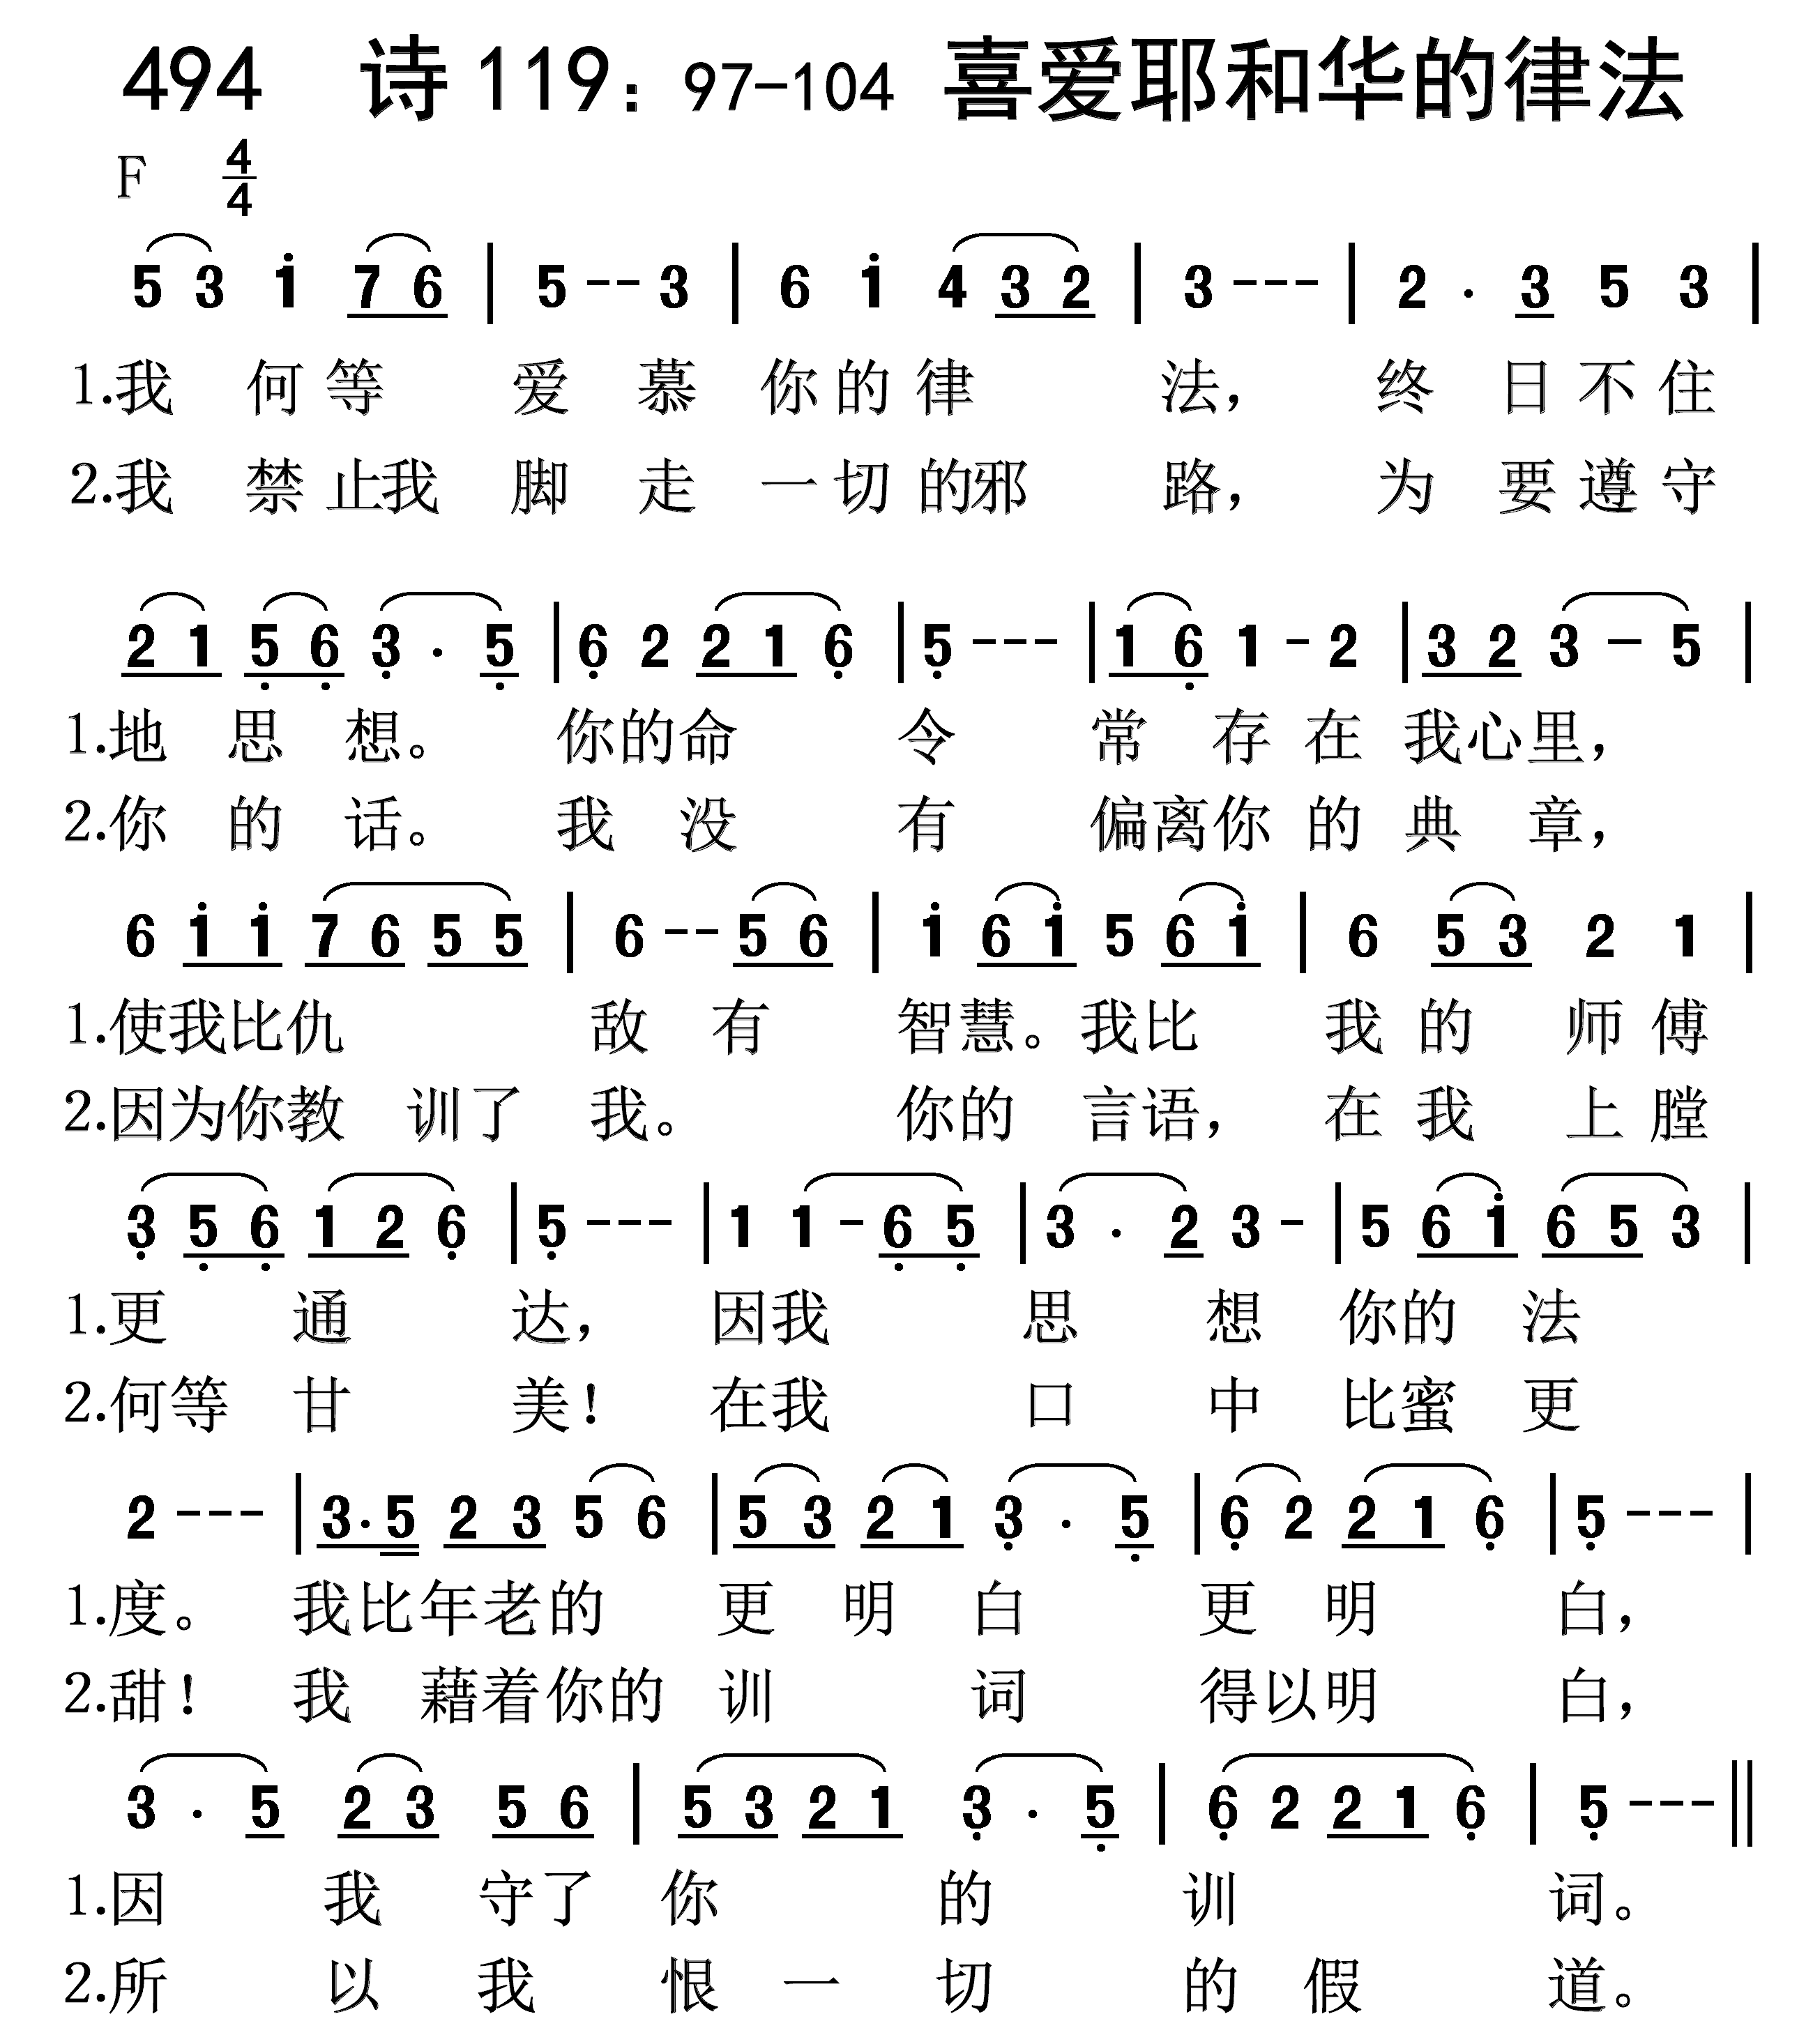 494 诗119：97-104 喜爱耶和华的律法
F 4/4
5 3 i 7 6 | 5 - - 3 | 6 i 4 3 2 | 3 - - - | 2 . 3 5 3 |
1.我 何 等 爱 慕 你 的 律 法， 终 日 不 住
2.我 禁 止我 脚 走 一 切 的邪 路， 为 要 遵 守
2 1 5 6 3 . 5 | 6 2 2 1 6 | 5 - - - | 1 6 1 - 2 | 3 2 3 - 5 |
1.地 思 想。 你的命 令 常 存 在 我心里，
2.你 的 话。 我 没 有 偏离你 的 典 章，
6 i i 7 6 5 5 | 6 - - 5 6 | i 6 i 5 6 i | 6 5 3 2 1 |
1.使我比仇 敌 有 智慧。我比 我 的 师 傅
2.因为你教 训了 我。 你的 言语， 在 我 上 膛
3 5 6 1 2 6 | 5 - - - | 1 1 - 6 5 | 3 . 2 3 - | 5 6 i 6 5 3 |
1.更 通 达， 因我 思 想 你的 法
2.何等 甘 美！ 在我 口 中 比蜜 更
2 - - - | 3. 5 2 3 5 6 | 5 3 2 1 3 . 5 | 6 2 2 1 6 | 5 - - - |
1.度。 我比年老的 更 明 白 更 明 白，
2.甜！ 我 藉着你的 训 词 得以明 白，
3 . 5 2 3 5 6 | 5 3 2 1 3 . 5 | 6 2 2 1 6 | 5 - - - ||
1.因 我 守了 你 的 训 词。
2.所 以 我 恨 一 切 的 假 道。